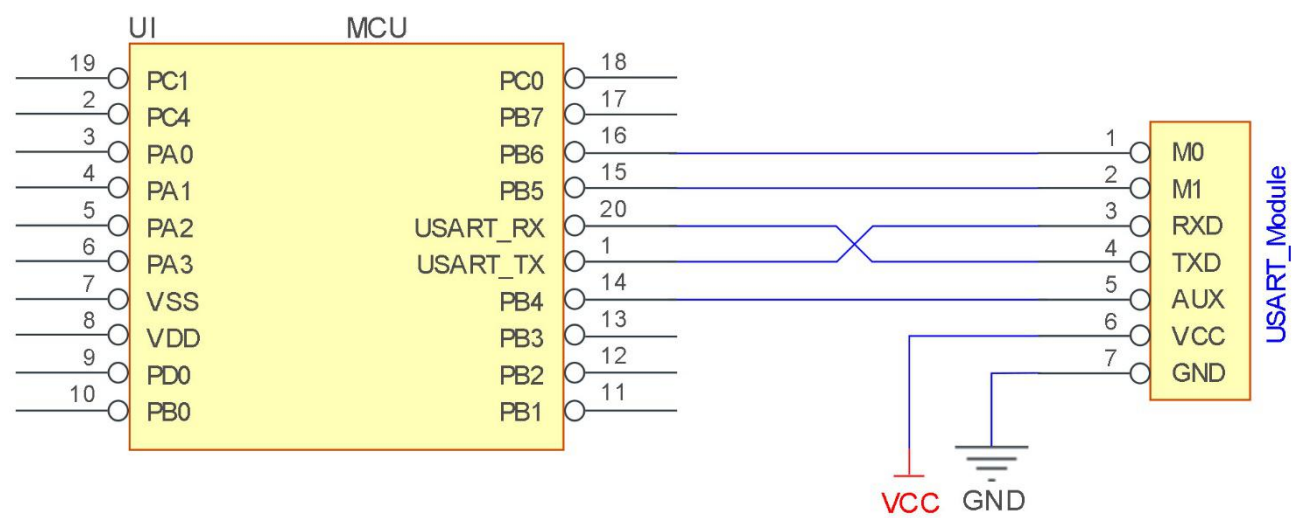 UI MCU
19 PC1 PC0 18
2 PC4 PB7 17
3 PA0 PB6 16 1 M0
4 PA1 PB5 15 2 M1
5 PA2 USART_RX 20 3 RXD
6 PA3 USART_TX 1 4 TXD
7 VSS PB4 14 5 AUX
8 VDD PB3 13 6 VCC
9 PD0 PB2 12 7 GND
10 PB0 PB1 11
USART_Module
VCC GND